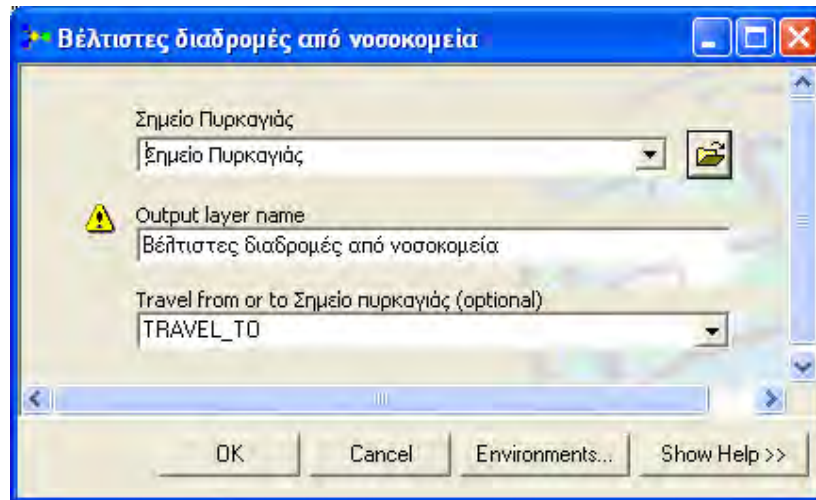 Βέλτιστες διαδρομές από νοσοκομεία
Σημείο Πυρκαγιάς
Σημείο Πυρκαγιάς
Output layer name
Βέλτιστες διαδρομές από νοσοκομεία
Travel from or to Σημείο πυρκαγιάς (optional)
TRAVEL_TO
OK Cancel Environments... Show Help >>